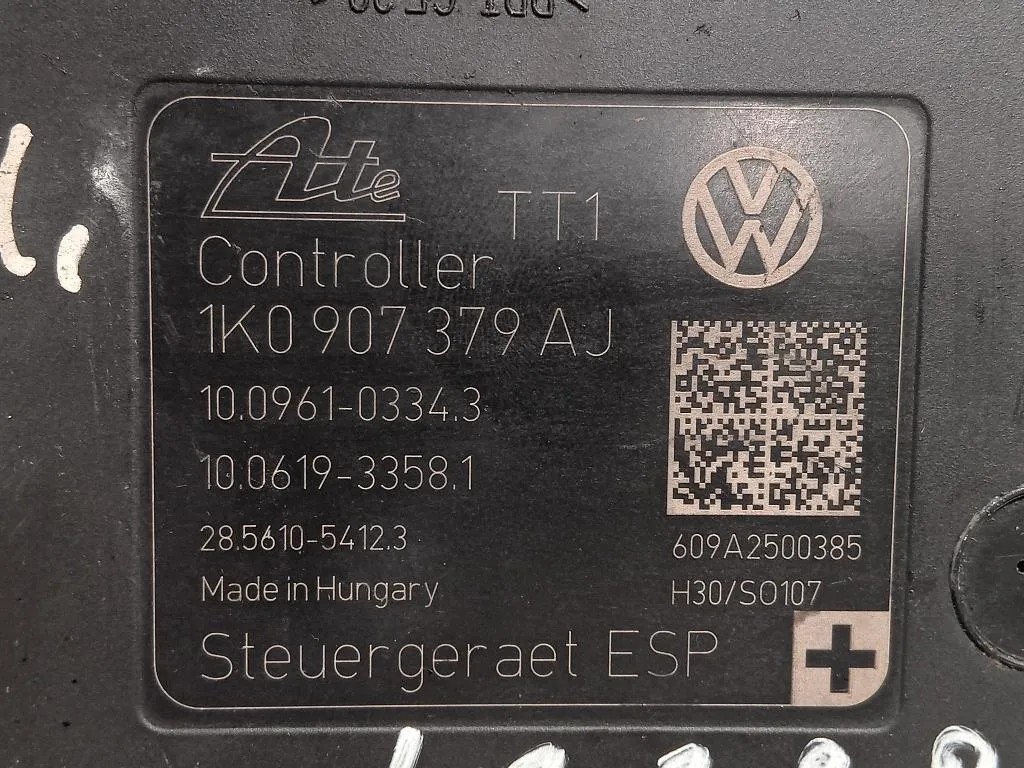 Ate
TT1
Controller
1K0 907 379 AJ
10.0961-0334.3
10.0619-3358.1
28.5610-5412.3
609A2500385
Made in Hungary
H30/SO107
Steuergeraet ESP